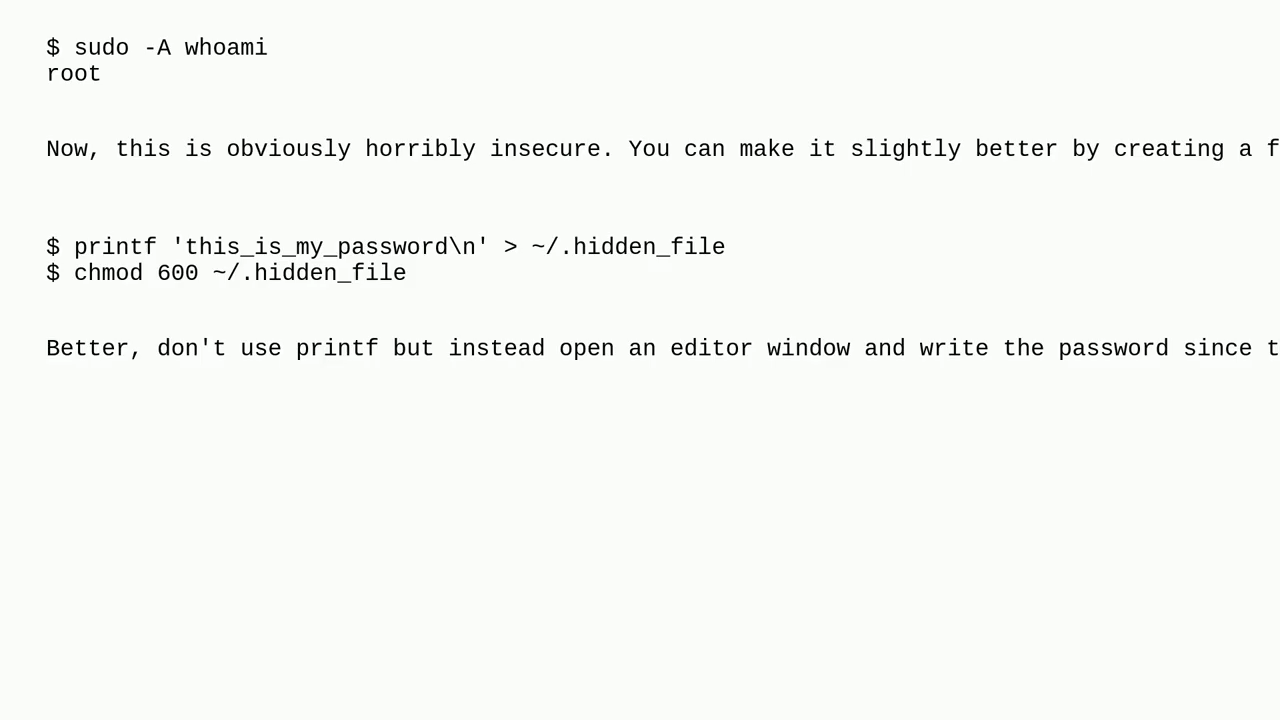 $ sudo -A whoami
root
Now, this is obviously horribly insecure. You can make it slightly better by creating a
$ printf 'this_is_my_password\n' > ~/.hidden_file
$ chmod 600 ~/.hidden_file
Better, don't use printf but instead open an editor window and write the password since